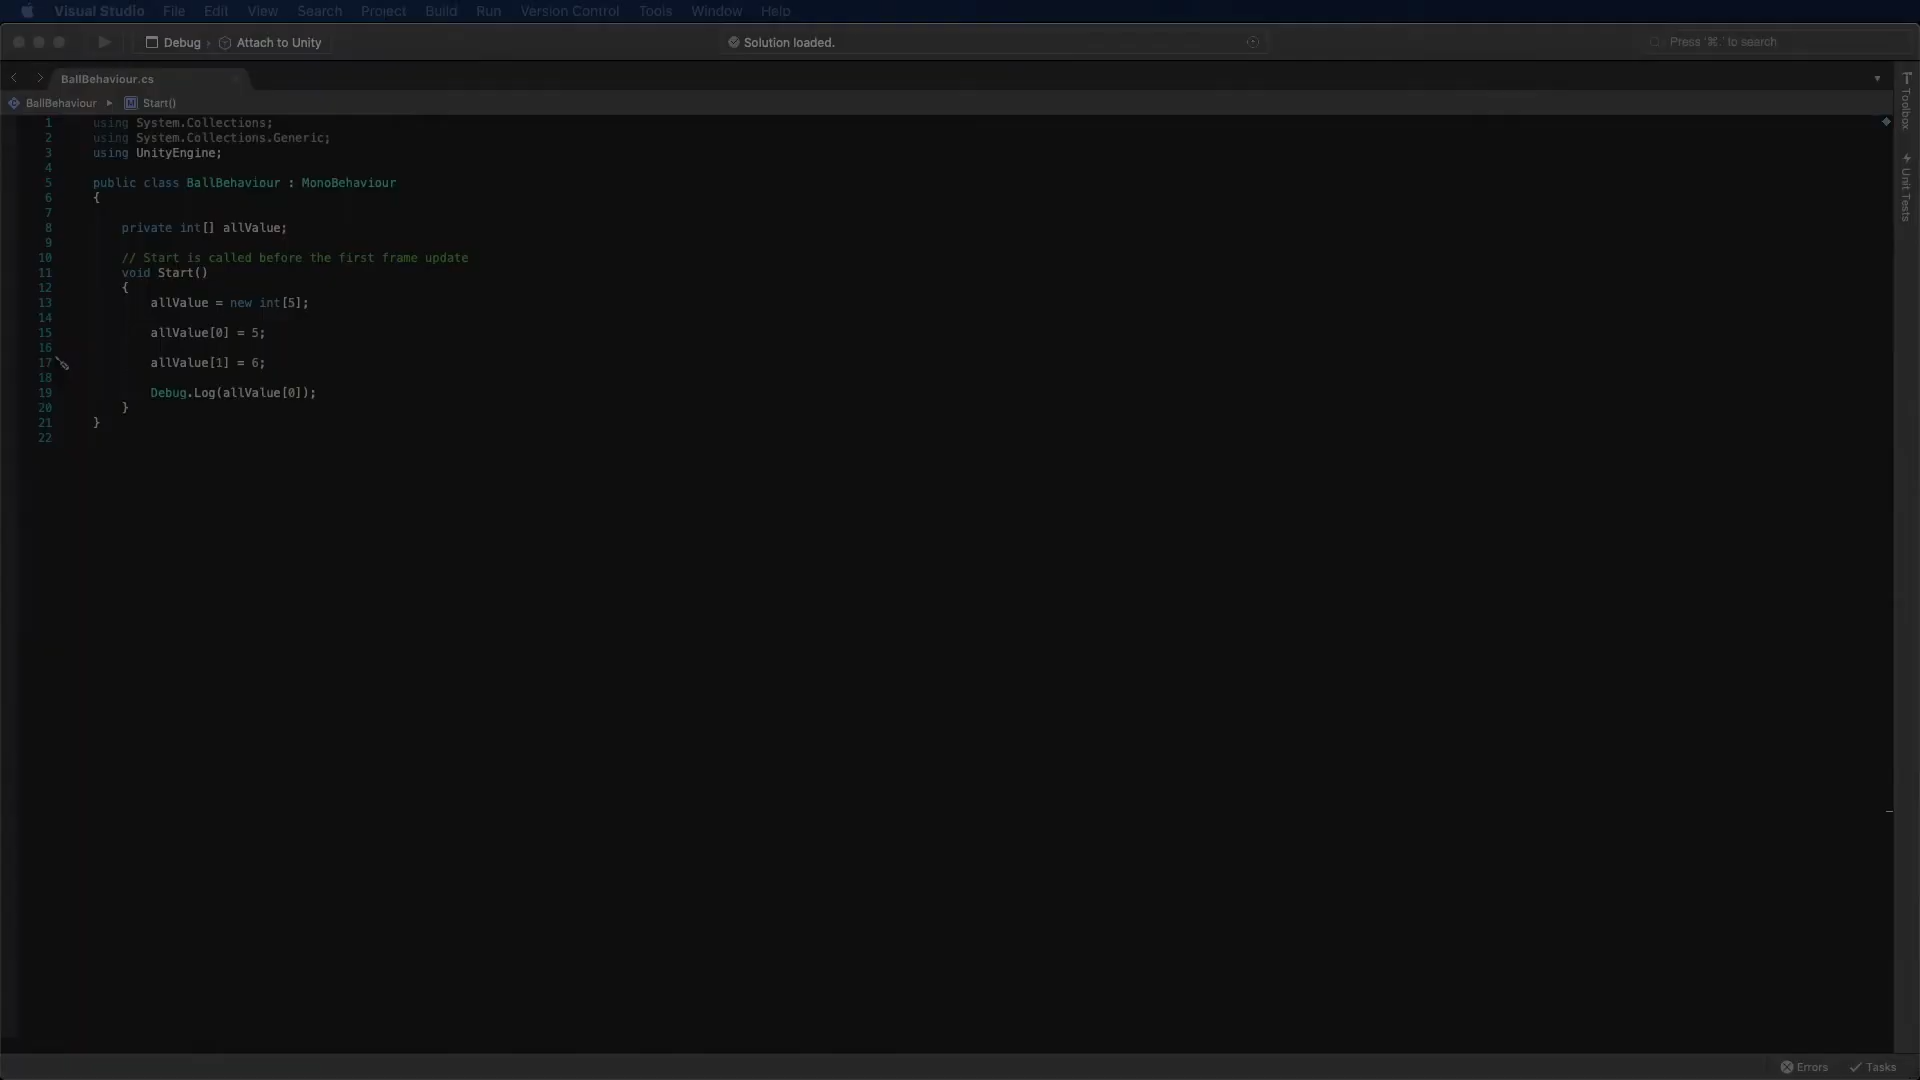 Visual Studio File Edit View Search Project Build Run Version Control Tools Window Help
Debug › Attach to Unity Solution loaded. Press '⌘.' to search
BallBehaviour.cs
BallBehaviour ▸ Start()
1 using System.Collections;
2 using System.Collections.Generic;
3 using UnityEngine;
4
5 public class BallBehaviour : MonoBehaviour
6 {
7
8 private int[] allValue;
9
10 // Start is called before the first frame update
11 void Start()
12 {
13 allValue = new int[5];
14
15 allValue[0] = 5;
16
17 allValue[1] = 6;
18
19 Debug.Log(allValue[0]);
20 }
21 }
22
Toolbox
Unit Tests
Errors Tasks